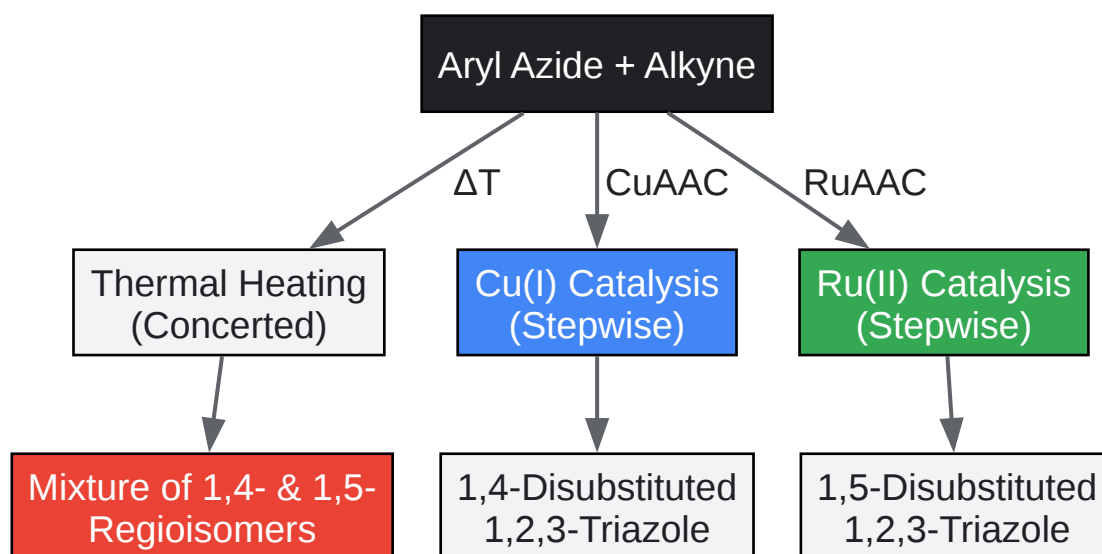 Aryl Azide + Alkyne
ΔT
CuAAC
RuAAC
Thermal Heating
(Concerted)
Cu(I) Catalysis
(Stepwise)
Ru(II) Catalysis
(Stepwise)
Mixture of 1,4- & 1,5-
Regioisomers
1,4-Disubstituted
1,2,3-Triazole
1,5-Disubstituted
1,2,3-Triazole